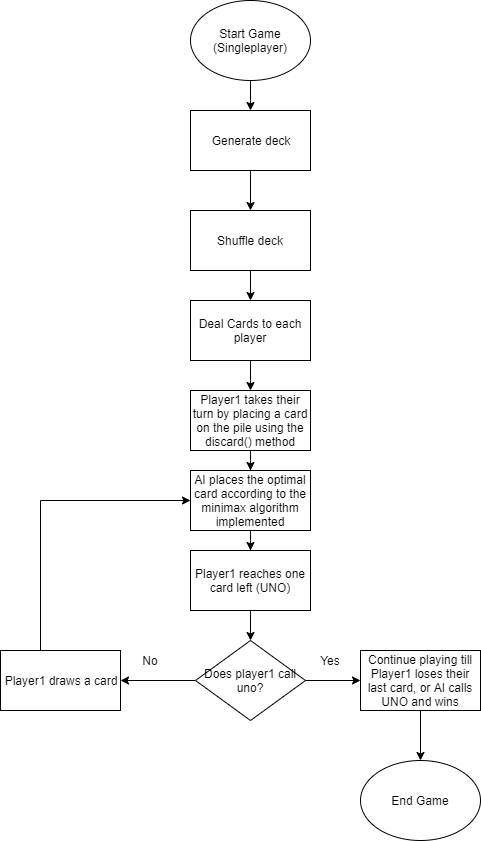 Start Game
(Singleplayer)
Generate deck
Shuffle deck
Deal Cards to each
player
Player1 takes their
turn by placing a card
on the pile using the
discard() method
AI places the optimal
card according to the
minimax algorithm
implemented
Player1 reaches one
card left (UNO)
Does player1 call
uno?
No
Yes
Player1 draws a card
Continue playing till
Player1 loses their
last card, or AI calls
UNO and wins
End Game